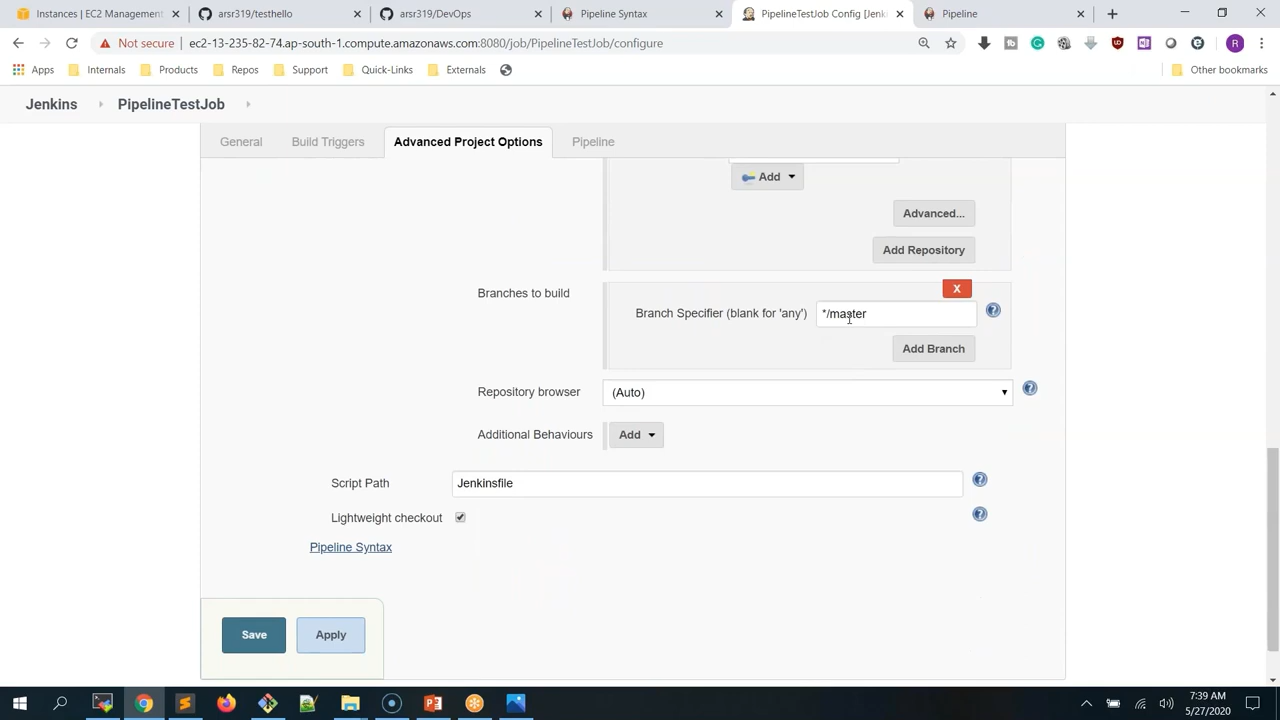 Instances | EC2 Management
arsr319/testhello
arsr319/DevOps
Pipeline Syntax
PipelineTestJob Config [Jenki
Pipeline
Not secure
ec2-13-235-82-74.ap-south-1.compute.amazonaws.com:8080/job/PipelineTestJob/configure
R
Apps
Internals
Products
Repos
Support
Quick-Links
Externals
Other bookmarks
Jenkins
PipelineTestJob
General
Build Triggers
Advanced Project Options
Pipeline
Add
Advanced...
Add Repository
Branches to build
X
Branch Specifier (blank for 'any')
*/master
Add Branch
Repository browser
(Auto)
Additional Behaviours
Add
Script Path
Jenkinsfile
Lightweight checkout
Pipeline Syntax
Save
Apply
7:39 AM
5/27/2020